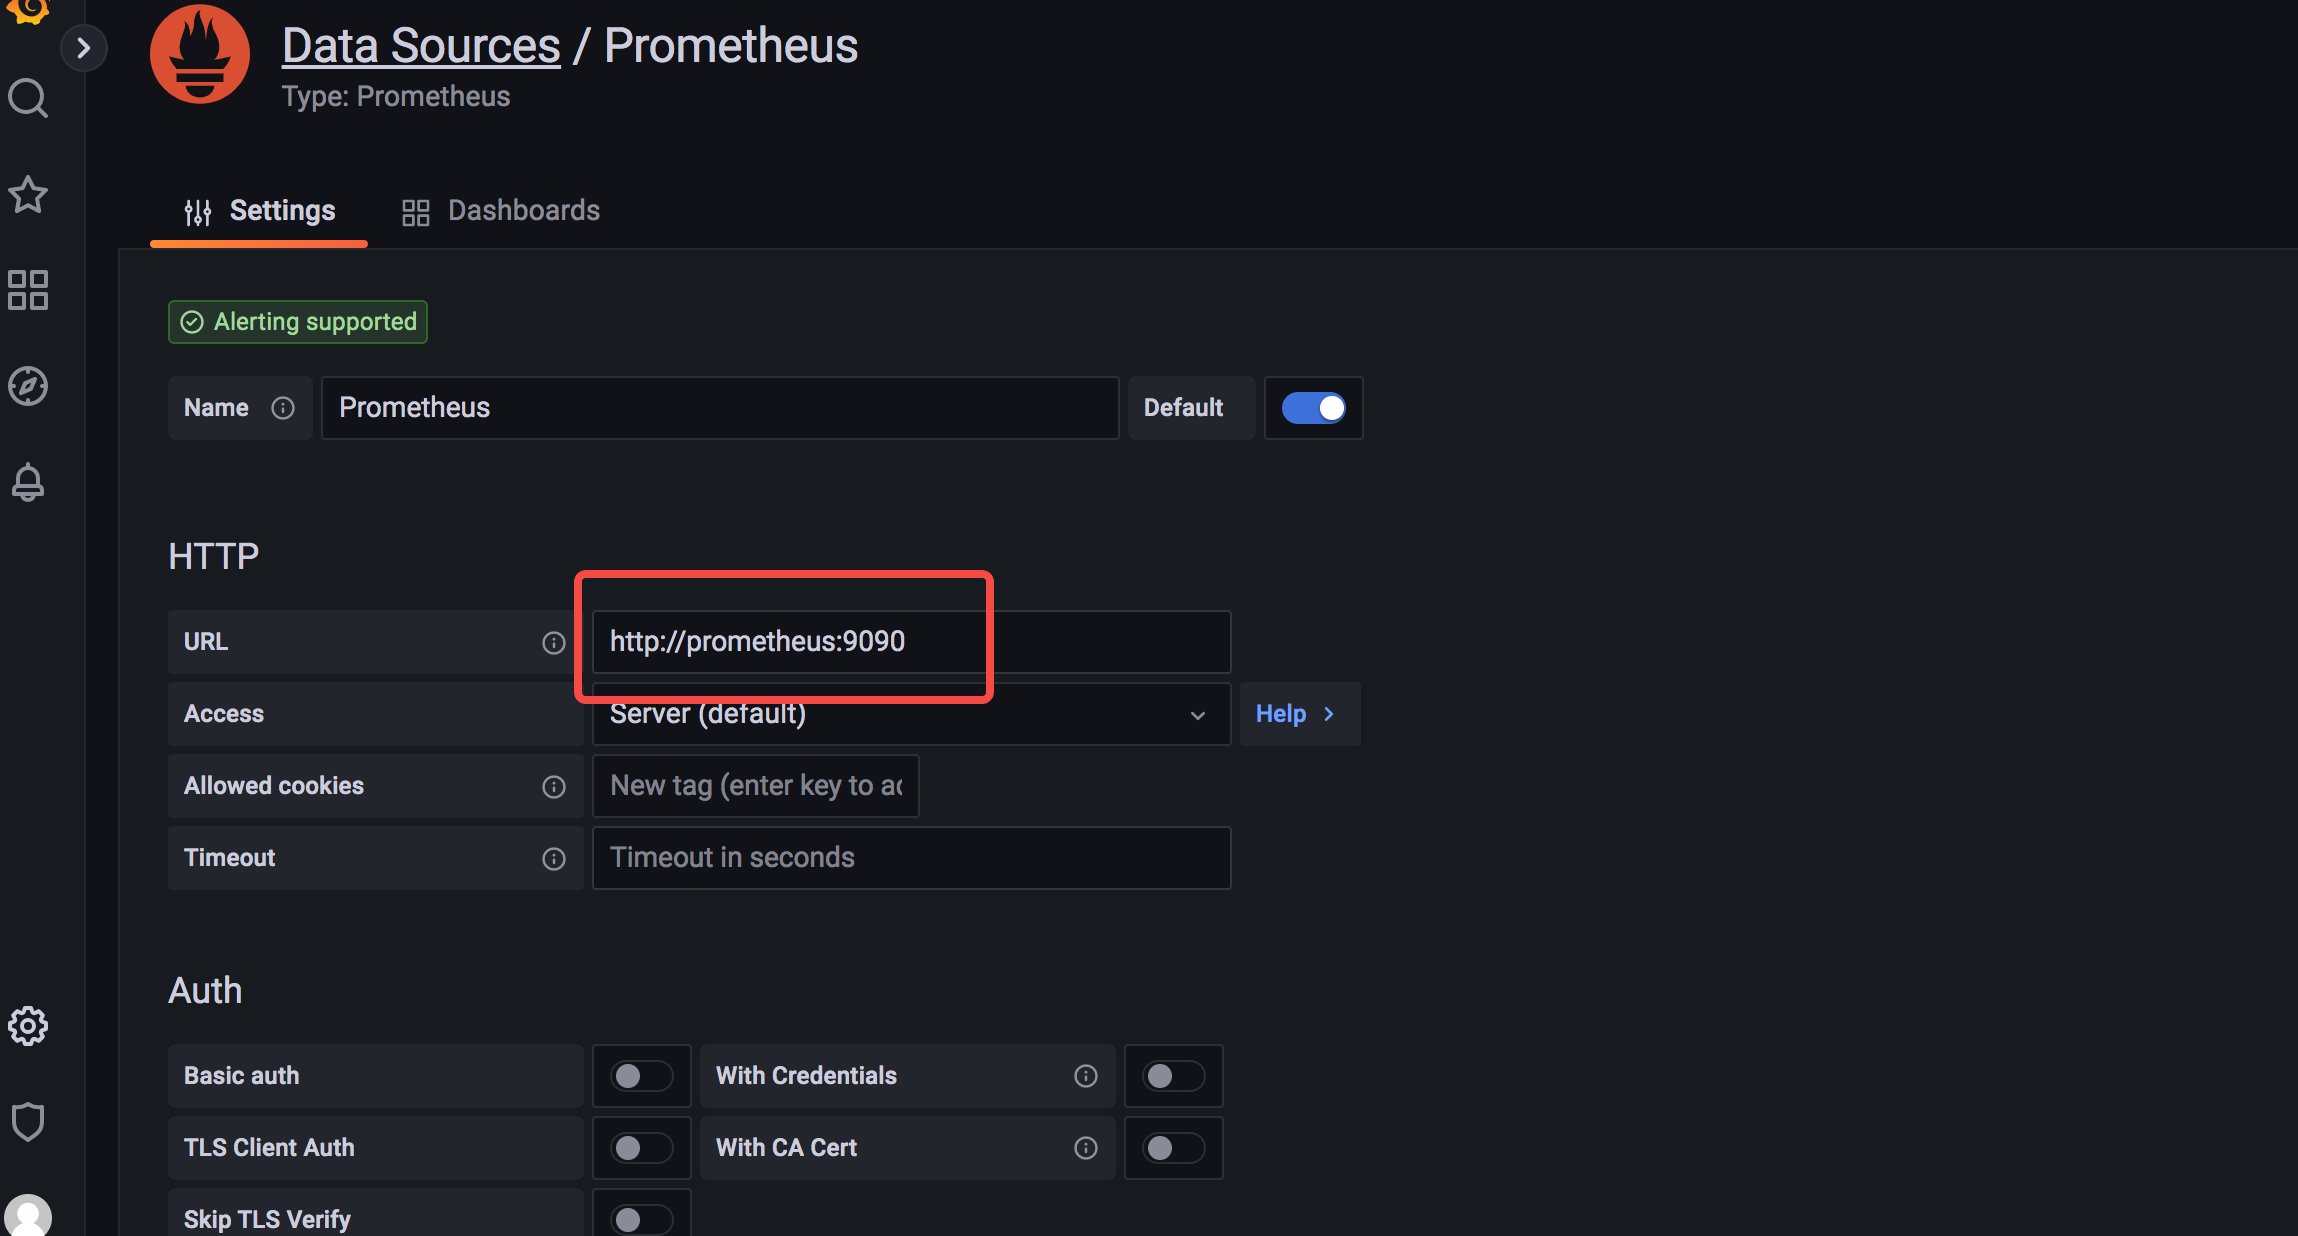 Data Sources / Prometheus
Type: Prometheus
Settings
Dashboards
Alerting supported
Name
Prometheus
Default
HTTP
URL
http://prometheus:9090
Access
Server (default)
Help
Allowed cookies
New tag (enter key to ac
Timeout
Timeout in seconds
Auth
Basic auth
With Credentials
TLS Client Auth
With CA Cert
Skip TLS Verify